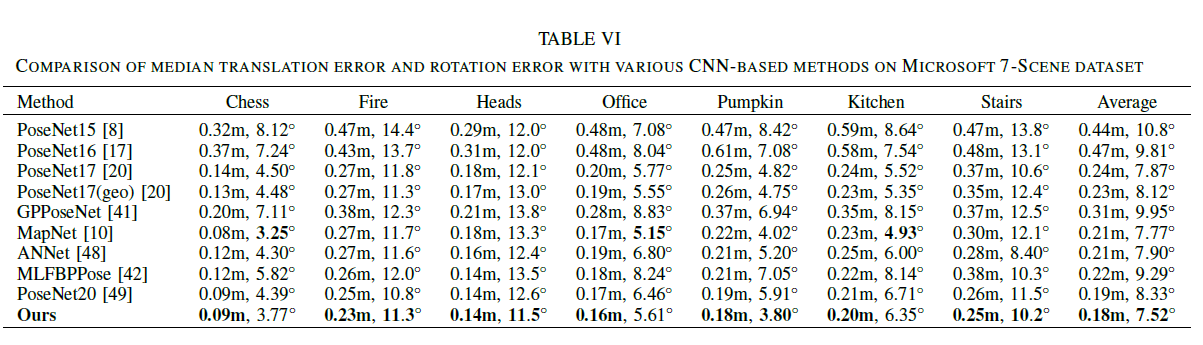 TABLE VI
COMPARISON OF MEDIAN TRANSLATION ERROR AND ROTATION ERROR WITH VARIOUS CNN-BASED METHODS ON MICROSOFT 7-SCENE DATASET
Method Chess Fire Heads Office Pumpkin Kitchen Stairs Average
PoseNet15 [8] 0.32m, 8.12° 0.47m, 14.4° 0.29m, 12.0° 0.48m, 7.08° 0.47m, 8.42° 0.59m, 8.64° 0.47m, 13.8° 0.44m, 10.8°
PoseNet16 [17] 0.37m, 7.24° 0.43m, 13.7° 0.31m, 12.0° 0.48m, 8.04° 0.61m, 7.08° 0.58m, 7.54° 0.48m, 13.1° 0.47m, 9.81°
PoseNet17 [20] 0.14m, 4.50° 0.27m, 11.8° 0.18m, 12.1° 0.20m, 5.77° 0.25m, 4.82° 0.24m, 5.52° 0.37m, 10.6° 0.24m, 7.87°
PoseNet17(geo) [20] 0.13m, 4.48° 0.27m, 11.3° 0.17m, 13.0° 0.19m, 5.55° 0.26m, 4.75° 0.23m, 5.35° 0.35m, 12.4° 0.23m, 8.12°
GPPoseNet [41] 0.20m, 7.11° 0.38m, 12.3° 0.21m, 13.8° 0.28m, 8.83° 0.37m, 6.94° 0.35m, 8.15° 0.37m, 12.5° 0.31m, 9.95°
MapNet [10] 0.08m, 3.25° 0.27m, 11.7° 0.18m, 13.3° 0.17m, 5.15° 0.22m, 4.02° 0.23m, 4.93° 0.30m, 12.1° 0.21m, 7.77°
ANNet [48] 0.12m, 4.30° 0.27m, 11.6° 0.16m, 12.4° 0.19m, 6.80° 0.21m, 5.20° 0.25m, 6.00° 0.28m, 8.40° 0.21m, 7.90°
MLFBPPose [42] 0.12m, 5.82° 0.26m, 12.0° 0.14m, 13.5° 0.18m, 8.24° 0.21m, 7.05° 0.22m, 8.14° 0.38m, 10.3° 0.22m, 9.29°
PoseNet20 [49] 0.09m, 4.39° 0.25m, 10.8° 0.14m, 12.6° 0.17m, 6.46° 0.19m, 5.91° 0.21m, 6.71° 0.26m, 11.5° 0.19m, 8.33°
Ours 0.09m, 3.77° 0.23m, 11.3° 0.14m, 11.5° 0.16m, 5.61° 0.18m, 3.80° 0.20m, 6.35° 0.25m, 10.2° 0.18m, 7.52°